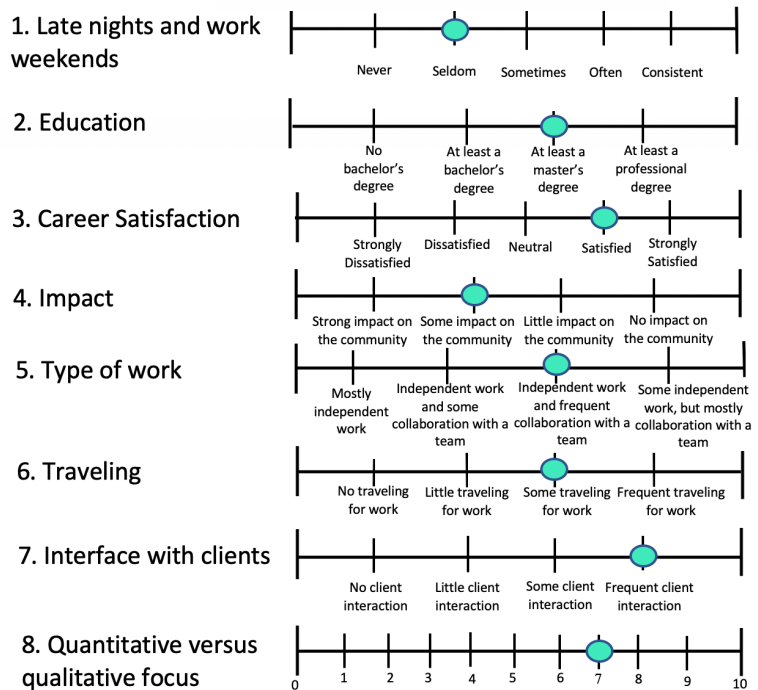 1. Late nights and work
weekends
Never Seldom Sometimes Often Consistent
2. Education
No At least a At least a At least a
bachelor's bachelor's master's professional
degree degree degree degree
3. Career Satisfaction
Strongly Dissatisfied Neutral Satisfied Strongly
Dissatisfied Satisfied
4. Impact
Strong impact on Some impact on Little impact on No impact on
the community the community the community the community
5. Type of work
Mostly Independent work Independent work Some independent
independent and some and frequent work, but mostly
work collaboration with a collaboration with a collaboration with a
team team team
6. Traveling
No traveling Little traveling Some traveling Frequent traveling
for work for work for work for work
7. Interface with clients
No client Little client Some client Frequent client
interaction interaction interaction interaction
8. Quantitative versus
qualitative focus
0 1 2 3 4 5 6 7 8 9 10